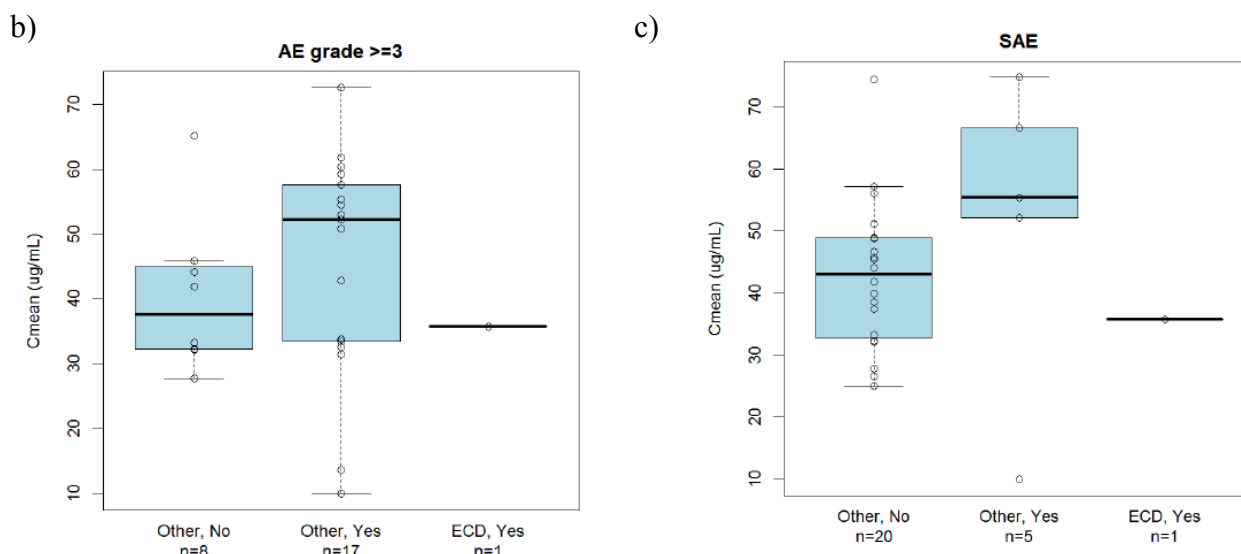 b)
AE grade >=3
Cmean (ug/mL)
70
60
50
40
30
20
10
Other, No
n=8
Other, Yes
n=17
ECD, Yes
n=1
c)
SAE
Cmean (ug/mL)
70
60
50
40
30
20
10
Other, No
n=20
Other, Yes
n=5
ECD, Yes
n=1